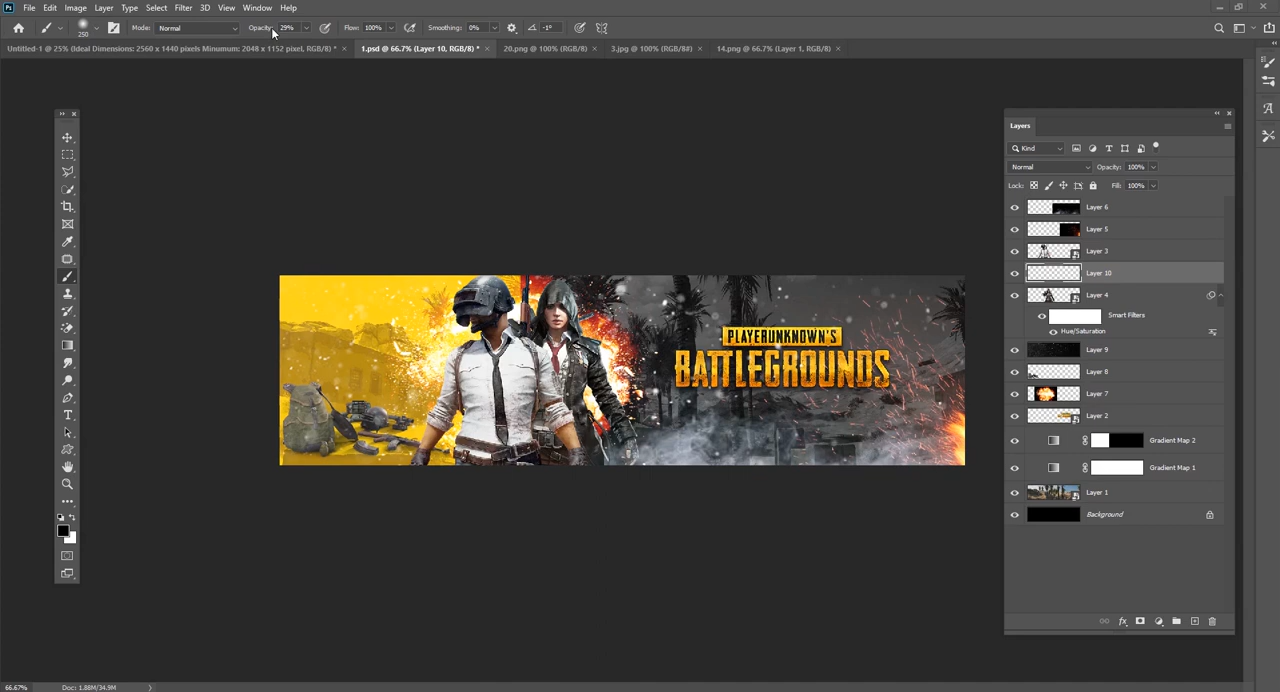 Ps File Edit Image Layer Type Select Filter 3D View Window Help
250 Mode: Normal Opacity: 29% Flow: 100% Smoothing: 0% -1°
Untitled-1 @ 25% (Ideal Dimensions: 2560 x 1440 pixels Minumum: 2048 x 1152 pixel, RGB/8) * × 1.psd @ 66.7% (Layer 10, RGB/8) * × 20.png @ 100% (RGB/8) × 3.jpg @ 100% (RGB/8#) × 14.png @ 66.7% (Layer 1, RGB/8) ×
Layers
Kind
Normal Opacity: 100%
Lock: Fill: 100%
Layer 6
Layer 5
Layer 3
Layer 10
Layer 4
Smart Filters
Hue/Saturation
Layer 9
Layer 8
Layer 7
Layer 2
Gradient Map 2
Gradient Map 1
Layer 1
Background
PLAYERUNKNOWN'S
BATTLEGROUNDS
fx
66.67% Doc: 1.88M/34.9M